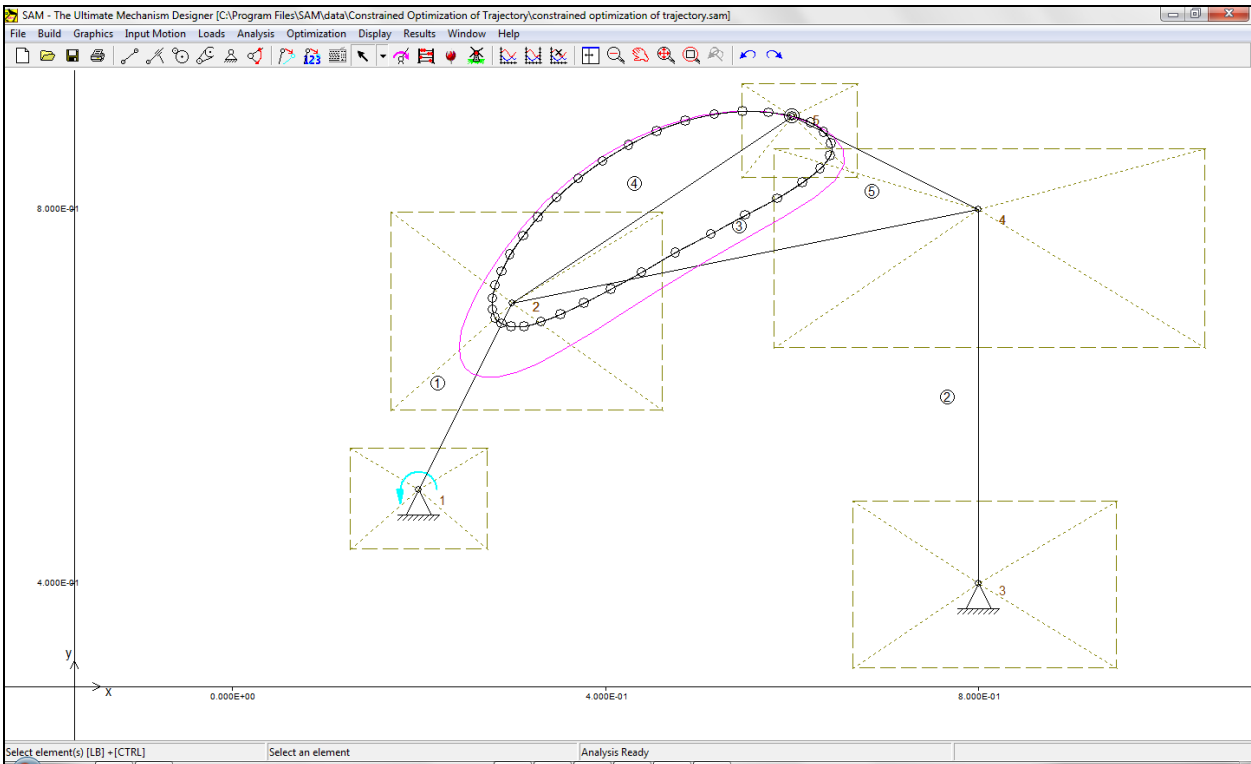 SAM - The Ultimate Mechanism Designer [C:\Program Files\SAM\data\Constrained Optimization of Trajectory\constrained optimization of trajectory.sam]
File Build Graphics Input Motion Loads Analysis Optimization Display Results Window Help
123
5
4
5
8.000E-01
3
4
2
1
2
1
4.000E-01
3
y
x
0.000E+00 4.000E-01 8.000E-01
Select element(s) [LB] +[CTRL] Select an element Analysis Ready